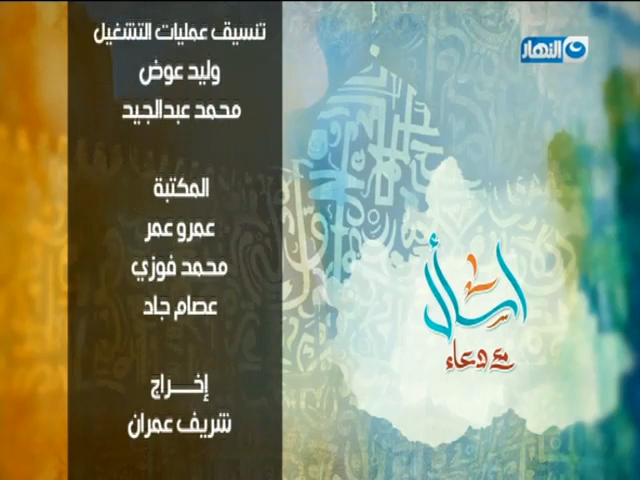 تنسيق عمليات التشغيل
وليد عوض
محمد عبدالجيد
المكتبة
عمرو عمر
محمد فوزي
عصام جاد
إخـــراج
شريف عمران
النهار
اسأل
مع دعاء